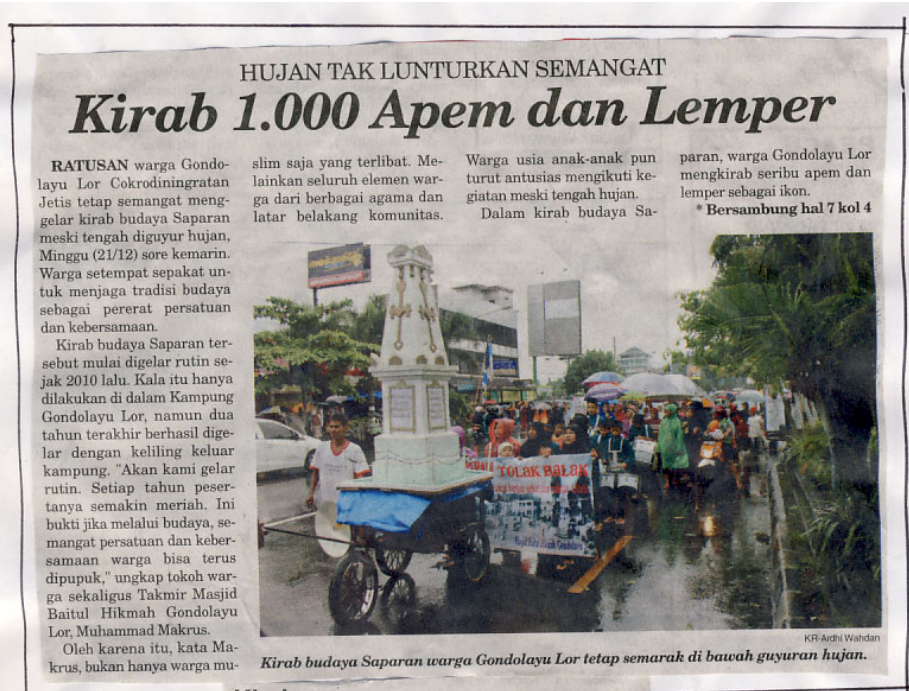 HUJAN TAK LUNTURKAN SEMANGAT
Kirab 1.000 Apem dan Lemper
RATUSAN warga Gondo-
layu Lor Cokrodiningratan
Jetis tetap semangat meng-
gelar kirab budaya Saparan
meski tengah diguyur hujan,
Minggu (21/12) sore kemarin.
Warga setempat sepakat un-
tuk menjaga tradisi budaya
sebagai pererat persatuan
dan kebersamaan.
Kirab budaya Saparan ter-
sebut mulai digelar rutin se-
jak 2010 lalu. Kala itu hanya
dilakukan di dalam Kampung
Gondolayu Lor, namun dua
tahun terakhir berhasil dige-
lar dengan keliling keluar
kampung. "Akan kami gelar
rutin. Setiap tahun peser-
tanya semakin meriah. Ini
bukti jika melalui budaya, se-
mangat persatuan dan keber-
samaan warga bisa terus
dipupuk," ungkap tokoh war-
ga sekaligus Takmir Masjid
Baitul Hikmah Gondolayu
Lor, Muhammad Makrus.
Oleh karena itu, kata Ma-
krus, bukan hanya warga mu-
slim saja yang terlibat. Me-
lainkan seluruh elemen war-
ga dari berbagai agama dan
latar belakang komunitas.
Warga usia anak-anak pun
turut antusias mengikuti ke-
giatan meski tengah hujan.
Dalam kirab budaya Sa-
paran, warga Gondolayu Lor
mengkirab seribu apem dan
lemper sebagai ikon.
* Bersambung hal 7 kol 4
TOLAK BALAK
KR-Ardhi Wahdan
Kirab budaya Saparan warga Gondolayu Lor tetap semarak di bawah guyuran hujan.